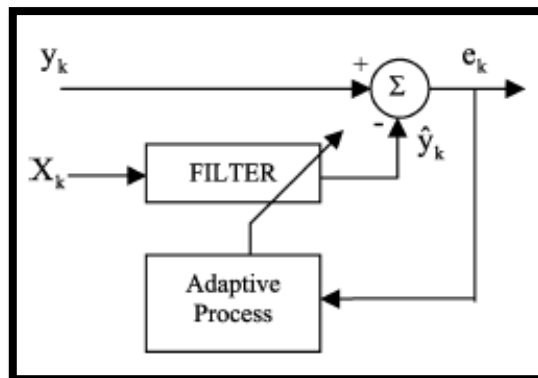 y_k
+
Σ
e_k
-
ŷ_k
X_k
FILTER
Adaptive
Process